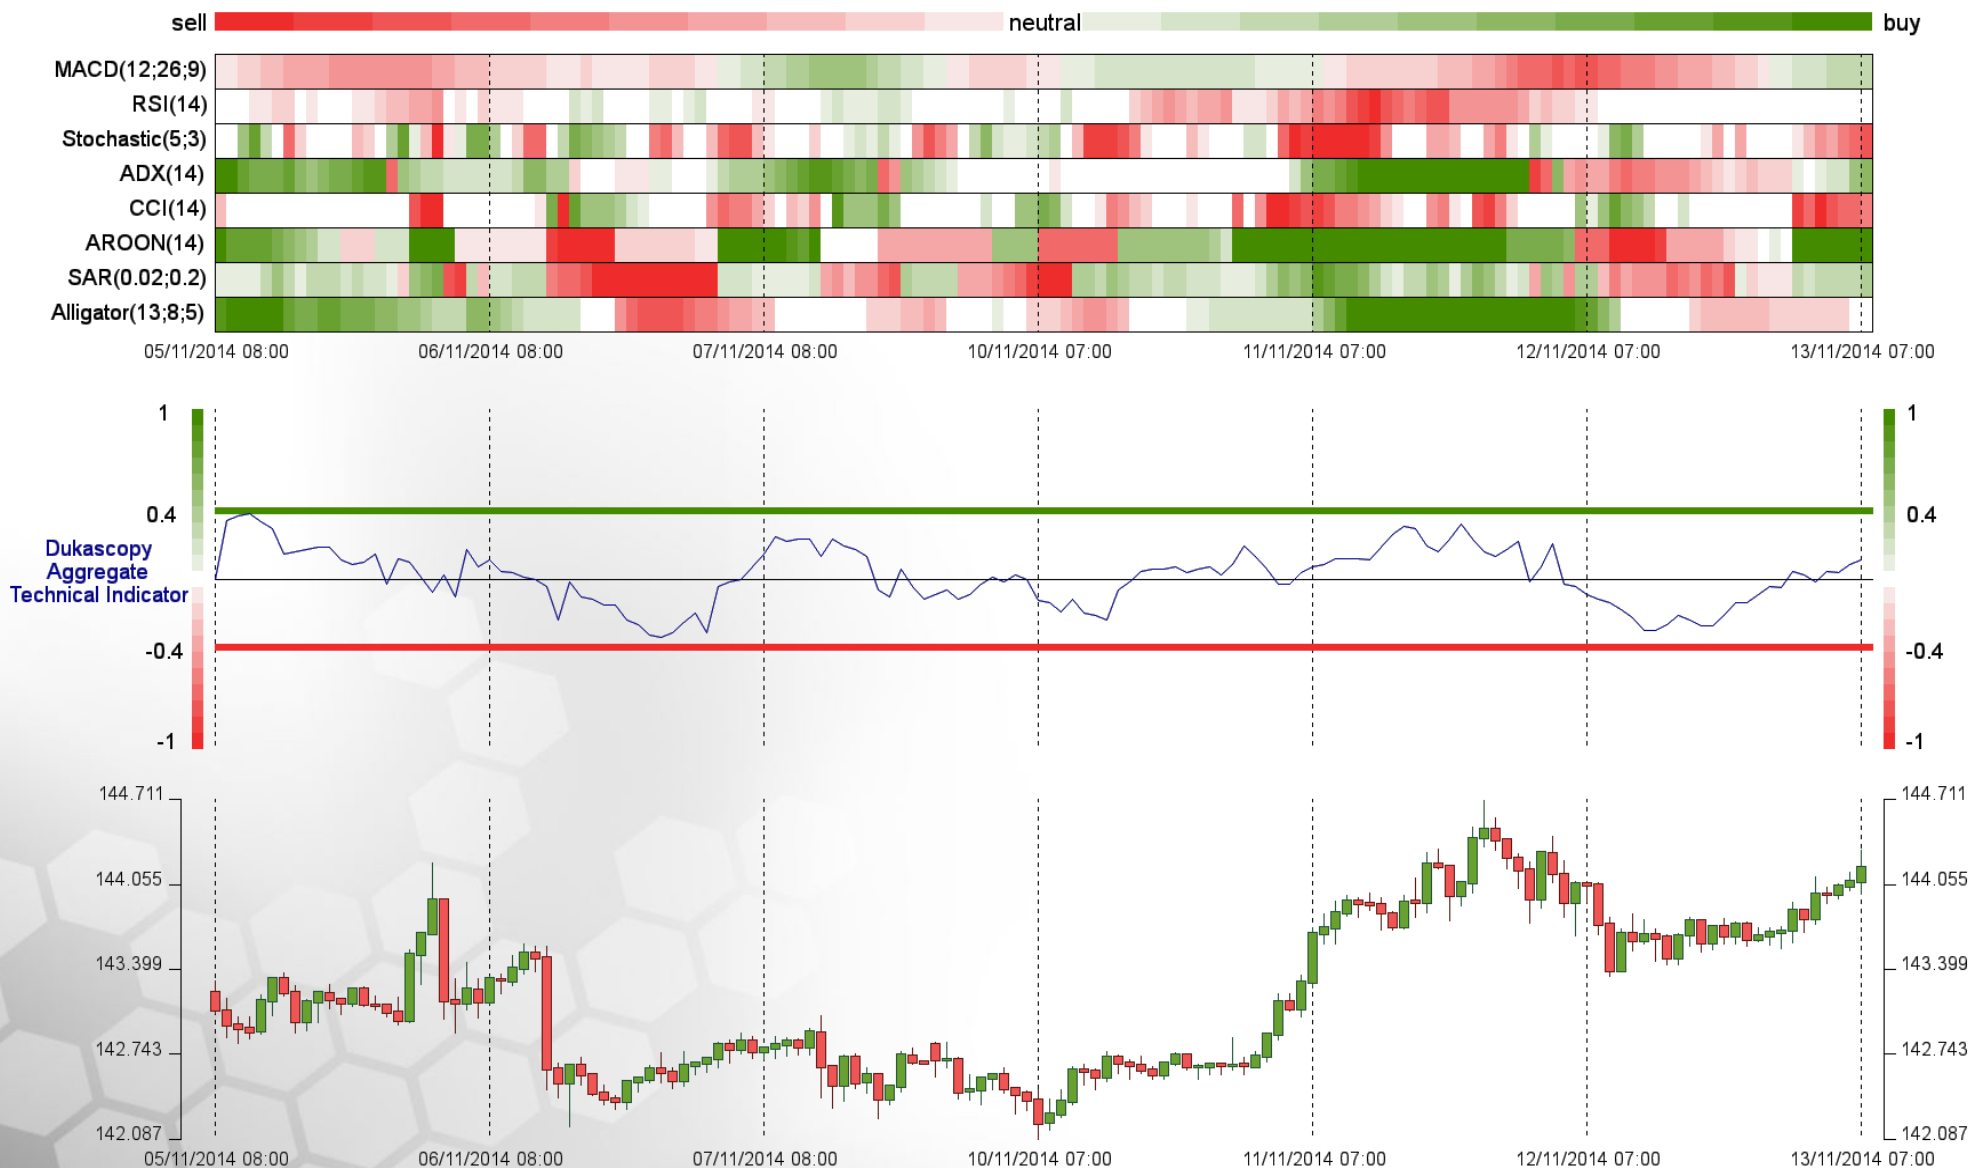 sell neutral buy
MACD(12;26;9)
RSI(14)
Stochastic(5;3)
ADX(14)
CCI(14)
AROON(14)
SAR(0.02;0.2)
Alligator(13;8;5)
05/11/2014 08:00 06/11/2014 08:00 07/11/2014 08:00 10/11/2014 07:00 11/11/2014 07:00 12/11/2014 07:00 13/11/2014 07:00
1 1
0.4 0.4
Dukascopy
Aggregate
Technical Indicator
-0.4 -0.4
-1 -1
144.711 144.711
144.055 144.055
143.399 143.399
142.743 142.743
142.087 142.087
05/11/2014 08:00 06/11/2014 08:00 07/11/2014 08:00 10/11/2014 07:00 11/11/2014 07:00 12/11/2014 07:00 13/11/2014 07:00